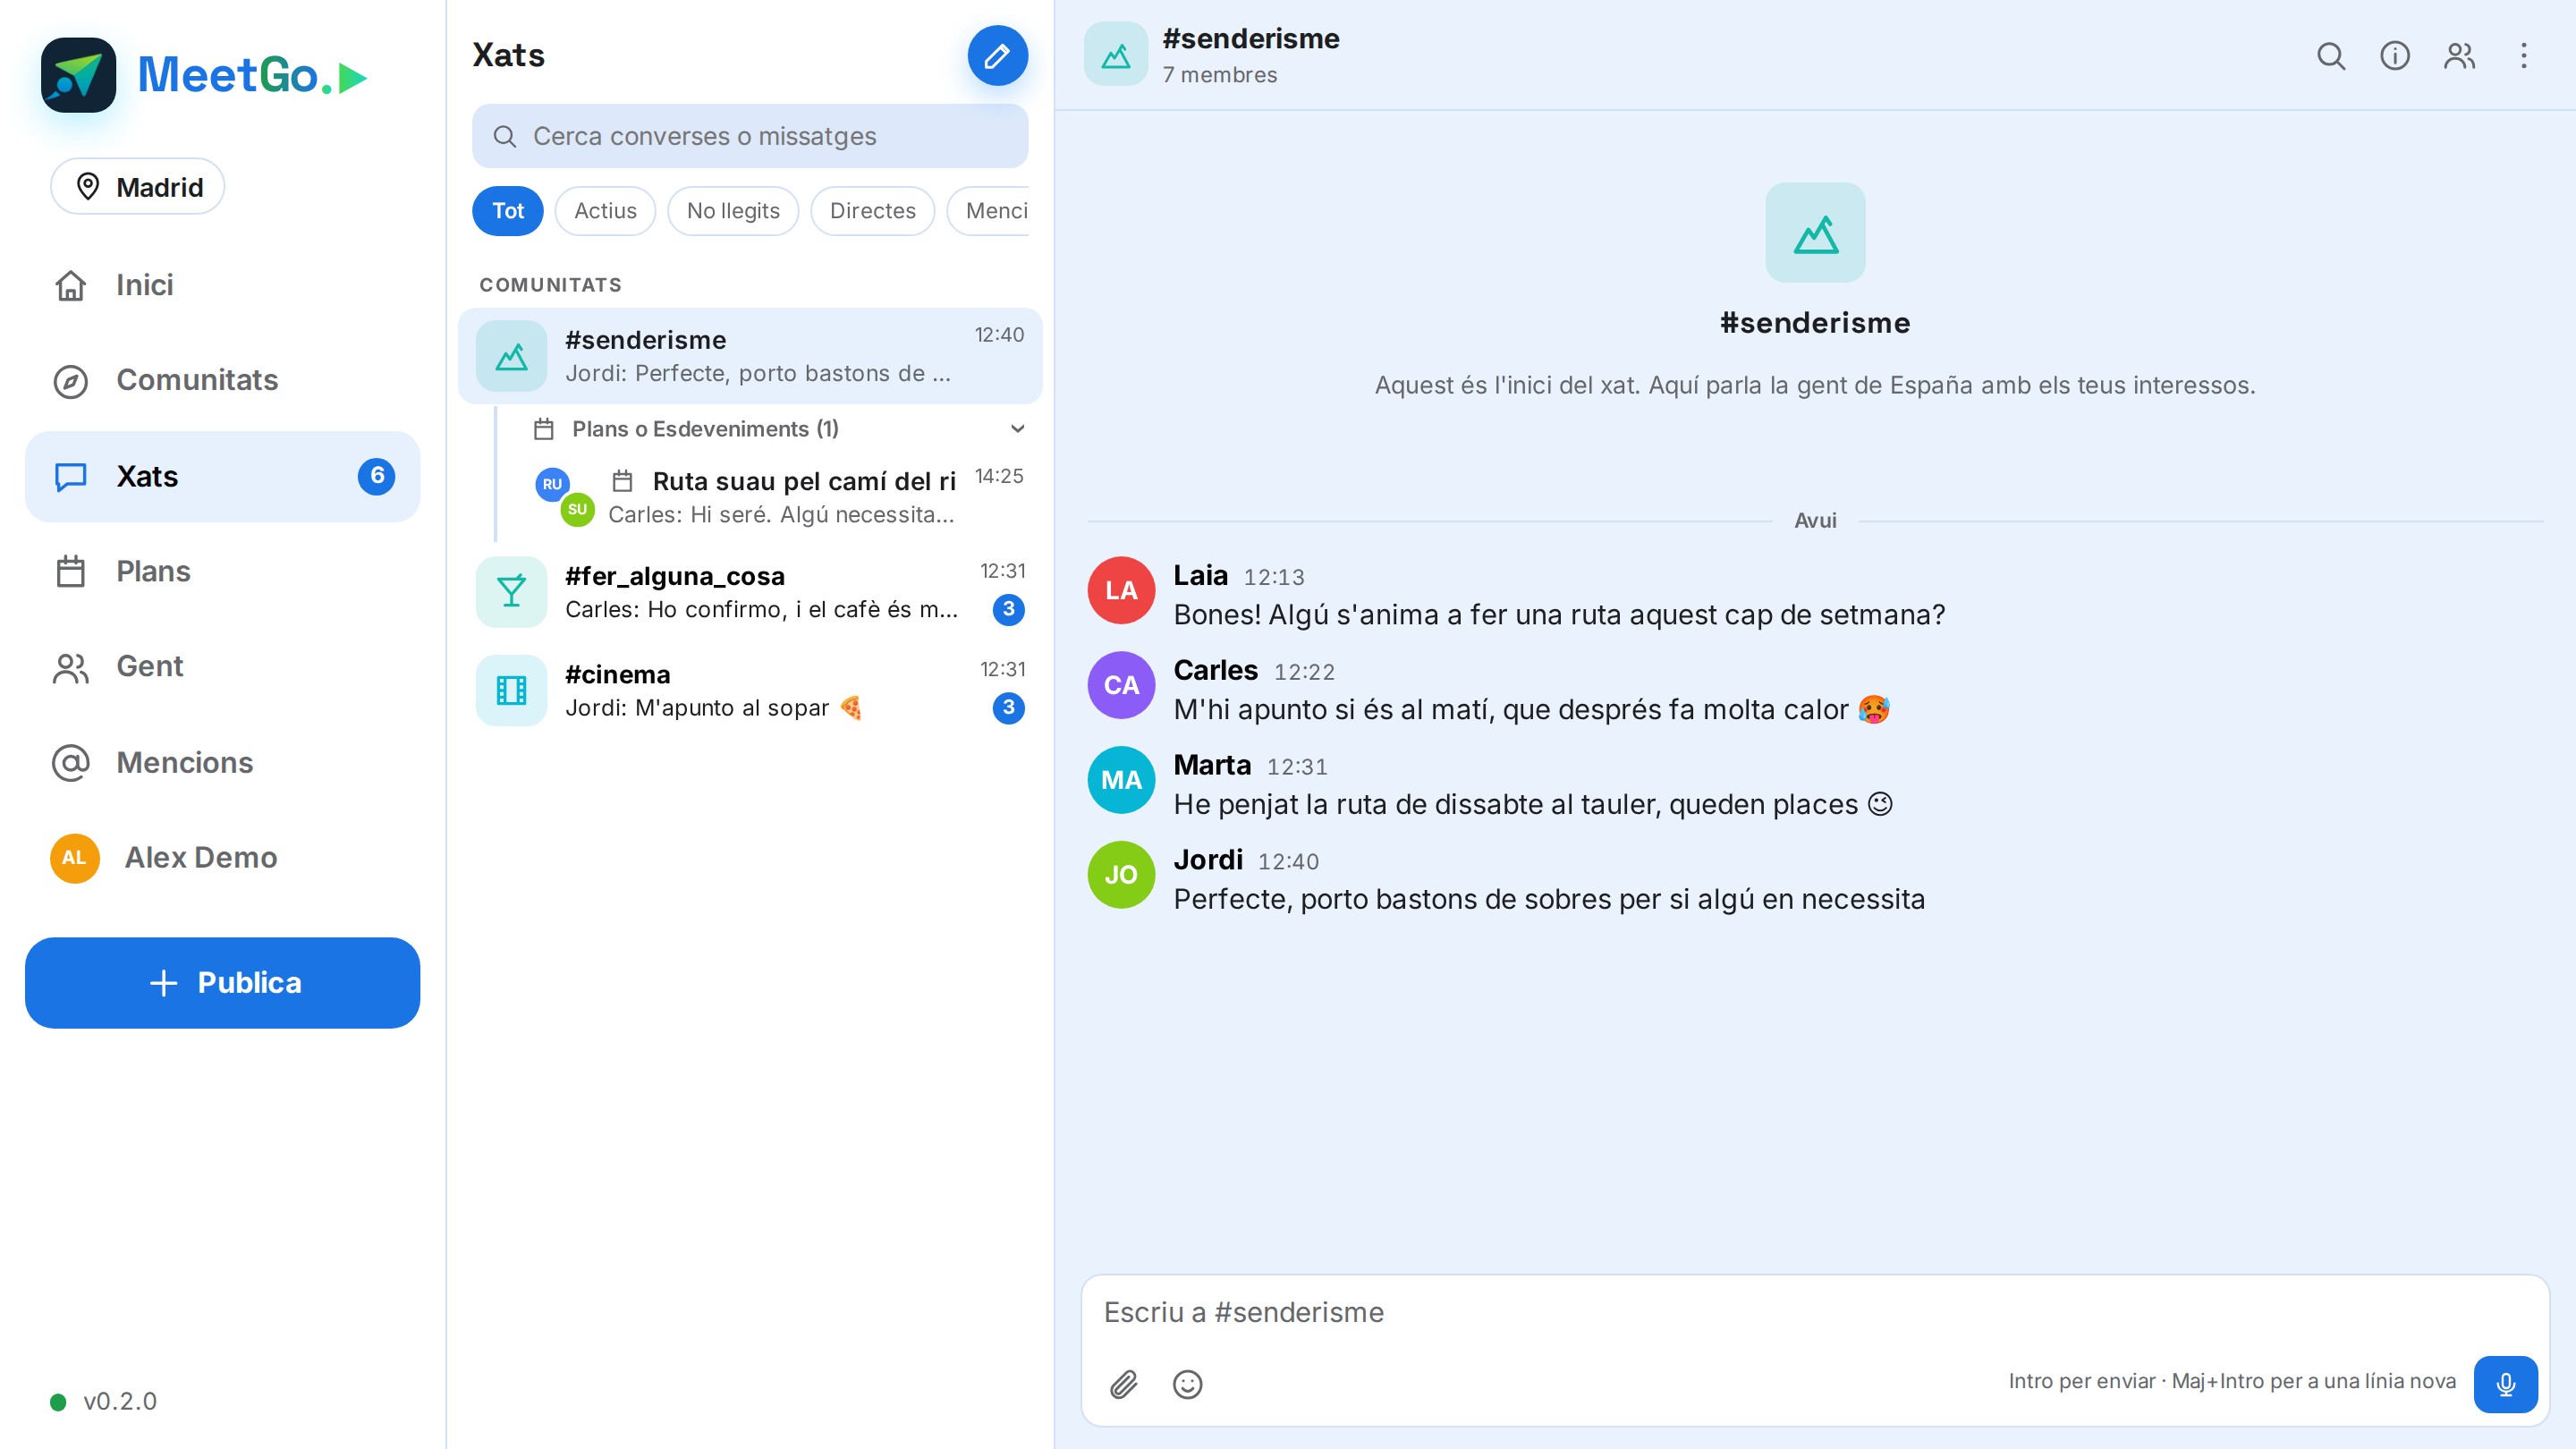 MeetGo.
Madrid
Inici
Comunitats
Xats
6
Plans
Gent
Mencions
AL
Alex Demo
Publica
v0.2.0
Xats
Cerca converses o missatges
Tot
Actius
No llegits
Directes
Menci
COMUNITATS
#senderisme
12:40
Jordi: Perfecte, porto bastons de ...
Plans o Esdeveniments (1)
RU
SU
Ruta suau pel camí del ri
14:25
Carles: Hi seré. Algú necessita...
#fer_alguna_cosa
12:31
Carles: Ho confirmo, i el cafè és m...
3
#cinema
12:31
Jordi: M'apunto al sopar 🍕
3
#senderisme
7 membres
#senderisme
Aquest és l'inici del xat. Aquí parla la gent de España amb els teus interessos.
Avui
LA
Laia 12:13
Bones! Algú s'anima a fer una ruta aquest cap de setmana?
CA
Carles 12:22
M'hi apunto si és al matí, que després fa molta calor 🥵
MA
Marta 12:31
He penjat la ruta de dissabte al tauler, queden places 😉
JO
Jordi 12:40
Perfecte, porto bastons de sobres per si algú en necessita
Escriu a #senderisme
Intro per enviar · Maj+Intro per a una línia nova